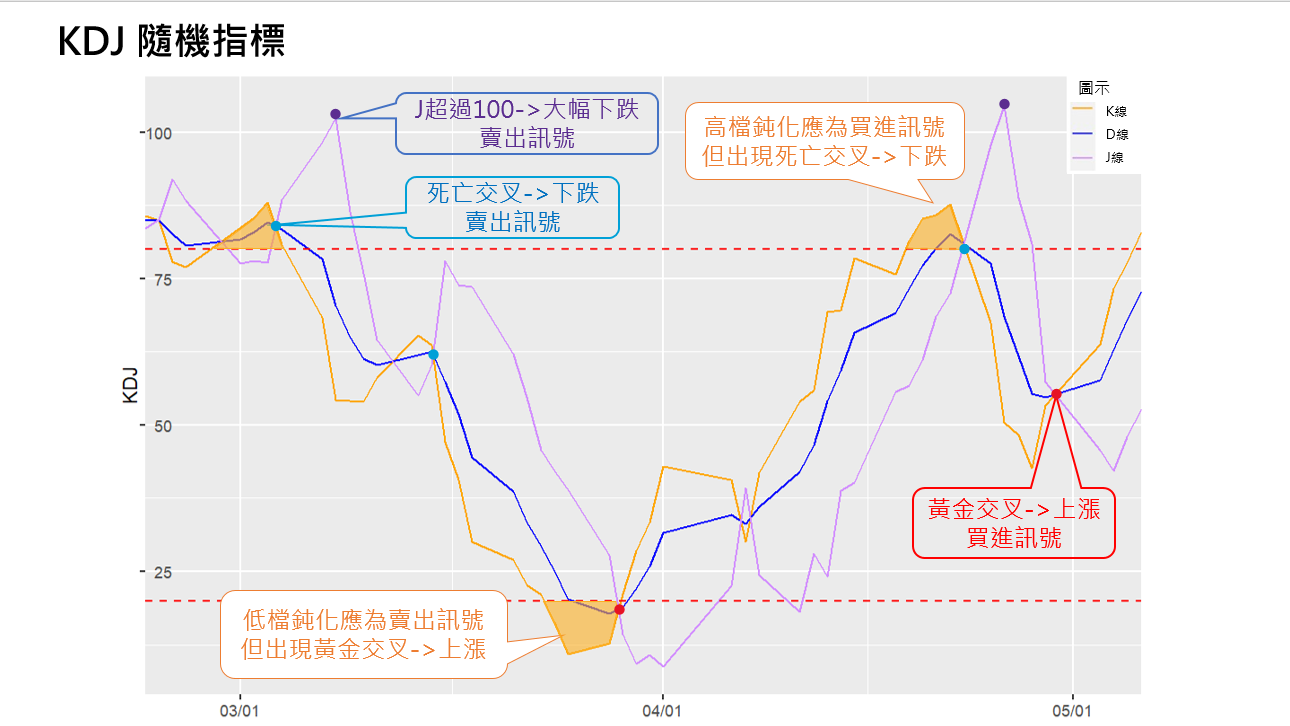 KDJ 隨機指標
圖示
K線
D線
J線
J超過100->大幅下跌
賣出訊號
高檔鈍化應為買進訊號
但出現死亡交叉->下跌
死亡交叉->下跌
賣出訊號
黃金交叉->上漲
買進訊號
低檔鈍化應為賣出訊號
但出現黃金交叉->上漲
KDJ
100
75
50
25
03/01
04/01
05/01